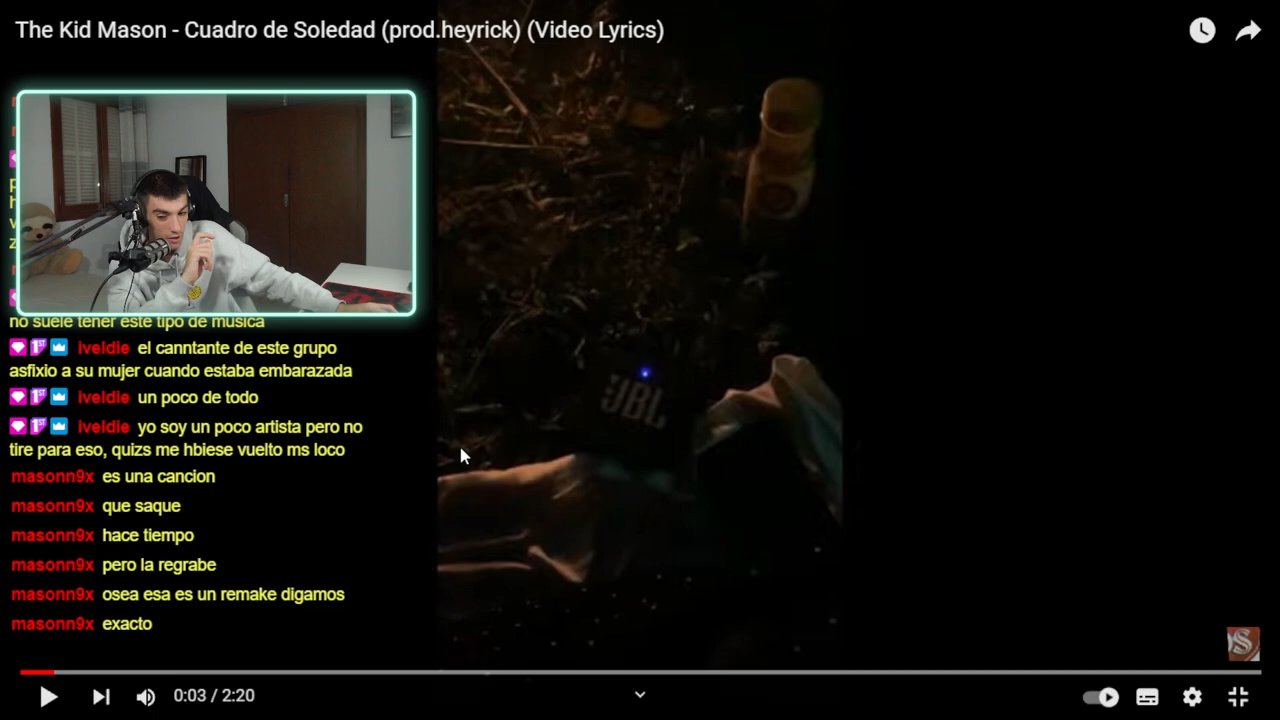 The Kid Mason - Cuadro de Soledad (prod.heyrick) (Video Lyrics)
no suele tener este tipo de musica
iveldie el canntante de este grupo
asfixio a su mujer cuando estaba embarazada
iveldie un poco de todo
iveldie yo soy un poco artista pero no
tire para eso, quizs me hbiese vuelto ms loco
masonn9x es una cancion
masonn9x que saque
masonn9x hace tiempo
masonn9x pero la regrabe
masonn9x osea esa es un remake digamos
masonn9x exacto
JBL
0:03 / 2:20